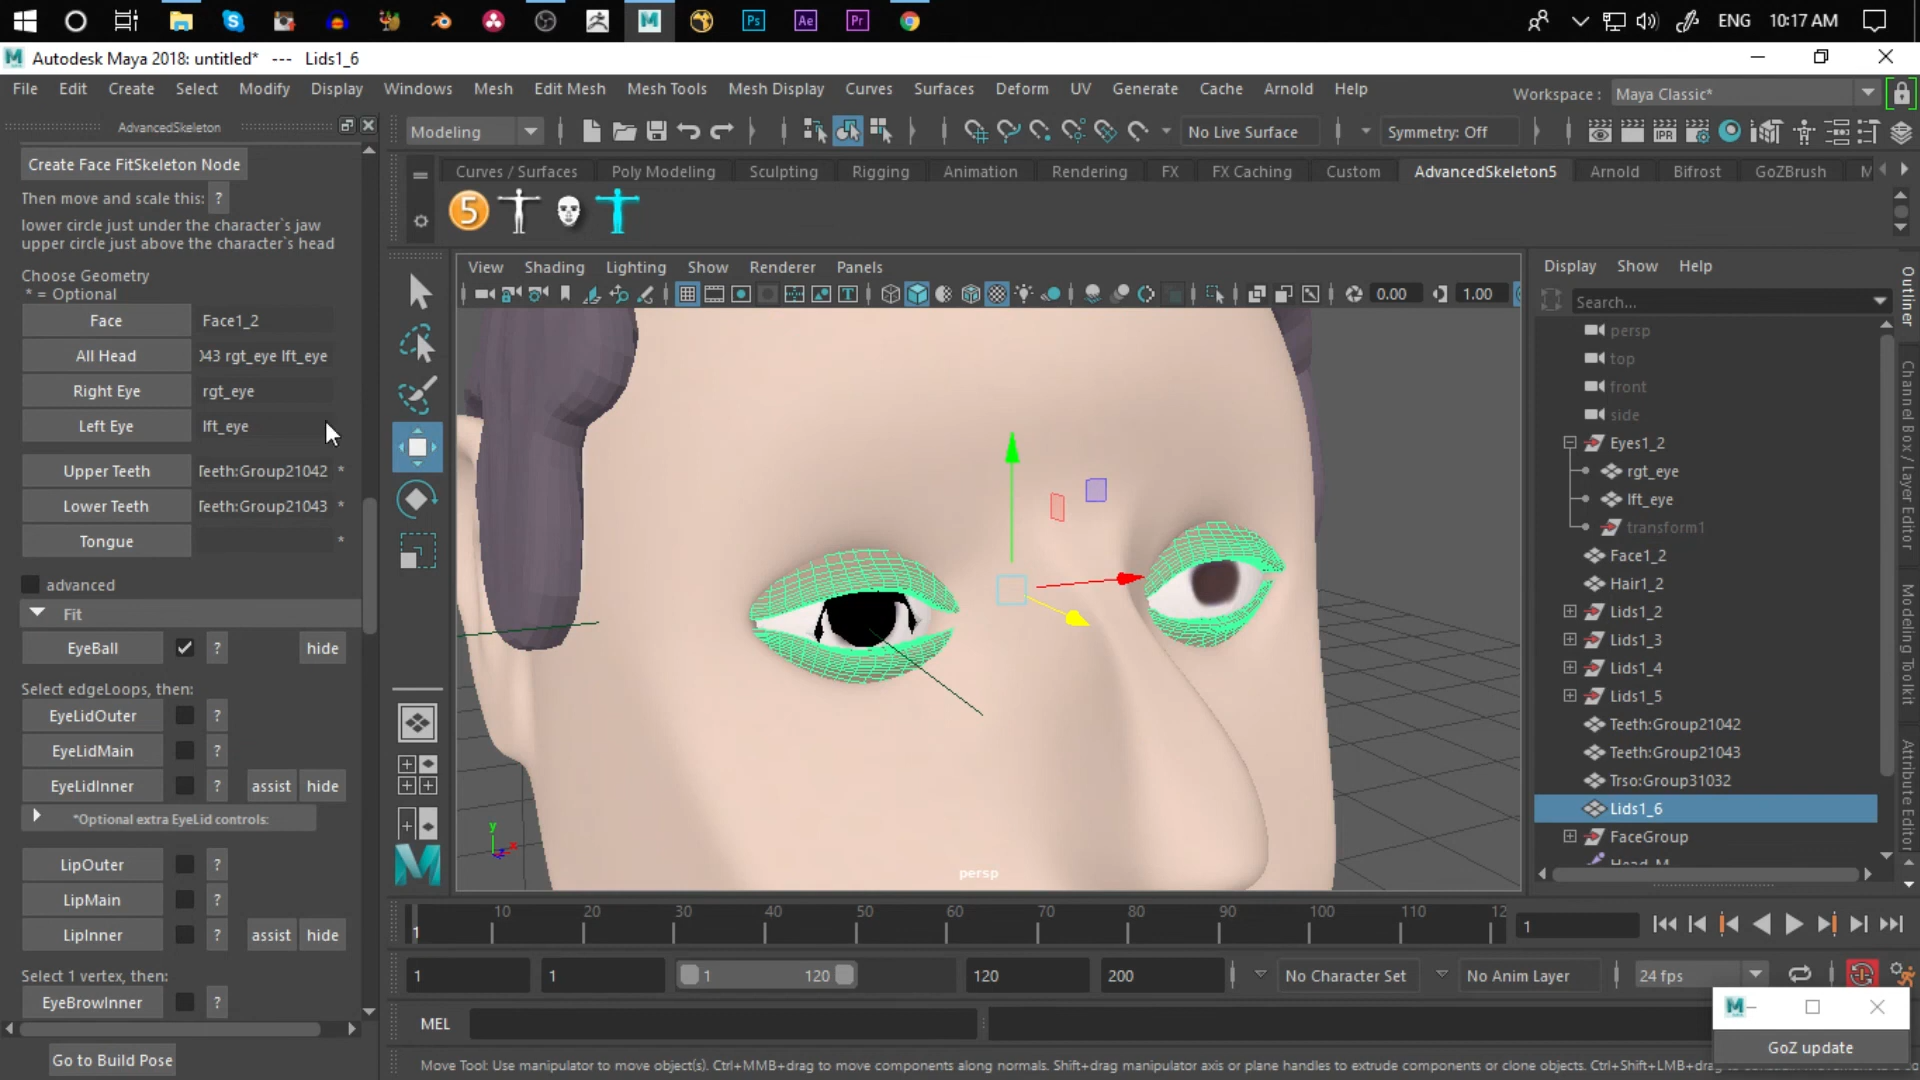 Ps Ae Pr ENG 10:17 AM
Autodesk Maya 2018: untitled* --- Lids1_6
File Edit Create Select Modify Display Windows Mesh Edit Mesh Mesh Tools Mesh Display Curves Surfaces Deform UV Generate Cache Arnold Help
Workspace : Maya Classic*
AdvancedSkeleton
Modeling No Live Surface Symmetry: Off
Create Face FitSkeleton Node
Then move and scale this: ?
lower circle just under the character`s jaw
upper circle just above the character`s head
Choose Geometry
* = Optional
Face Face1_2
All Head )43 rgt_eye lft_eye
Right Eye rgt_eye
Left Eye lft_eye
Upper Teeth Teeth:Group21042 *
Lower Teeth Teeth:Group21043 *
Tongue *
advanced
Fit
EyeBall ? hide
Select edgeLoops, then:
EyeLidOuter ?
EyeLidMain ?
EyeLidInner ? assist hide
*Optional extra EyeLid controls:
LipOuter ?
LipMain ?
LipInner ? assist hide
Select 1 vertex, then:
EyeBrowInner ?
Go to Build Pose
Curves / Surfaces Poly Modeling Sculpting Rigging Animation Rendering FX FX Caching Custom AdvancedSkeleton5 Arnold Bifrost GoZBrush M
5
View Shading Lighting Show Renderer Panels
0.00 1.00
y
x
z
persp
Display Show Help
Search...
persp
top
front
side
Eyes1_2
rgt_eye
lft_eye
transform1
Face1_2
Hair1_2
Lids1_2
Lids1_3
Lids1_4
Lids1_5
Teeth:Group21042
Teeth:Group21043
Trso:Group31032
Lids1_6
FaceGroup
Head_M
Outliner
Channel Box / Layer Editor
Modeling Toolkit
Attribute Editor
1 10 20 30 40 50 60 70 80 90 100 110 12
1
1 1 1 120 120 200 No Character Set No Anim Layer 24 fps
MEL
GoZ update
Move Tool: Use manipulator to move object(s). Ctrl+MMB+drag to move components along normals. Shift+drag manipulator axis or plane handles to extrude components or clone objects. Ctrl+Shift+LMB+drag